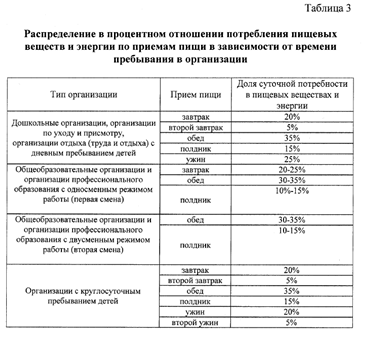 Таблица 3
Распределение в процентном отношении потребления пищевых
веществ и энергии по приемам пищи в зависимости от времени
пребывания в организации
Тип организации
Прием пищи
Доля суточной потребности
в пищевых веществах и
энергии
Дошкольные организации, организации
по уходу и присмотру,
организации отдыха (труда и отдыха) с
дневным пребыванием детей
завтрак
20%
второй завтрак
5%
обед
35%
полдник
15%
ужин
25%
Общеобразовательные организации и
организации профессионального
образования с односменным режимом
работы (первая смена)
завтрак
20-25%
обед
30-35%
полдник
10%-15%
Общеобразовательные организации и
организации профессионального
образования с двусменным режимом
работы (вторая смена)
обед
30-35%
полдник
10-15%
Организации с круглосуточным
пребыванием детей
завтрак
20%
второй завтрак
5%
обед
35%
полдник
15%
ужин
20%
второй ужин
5%